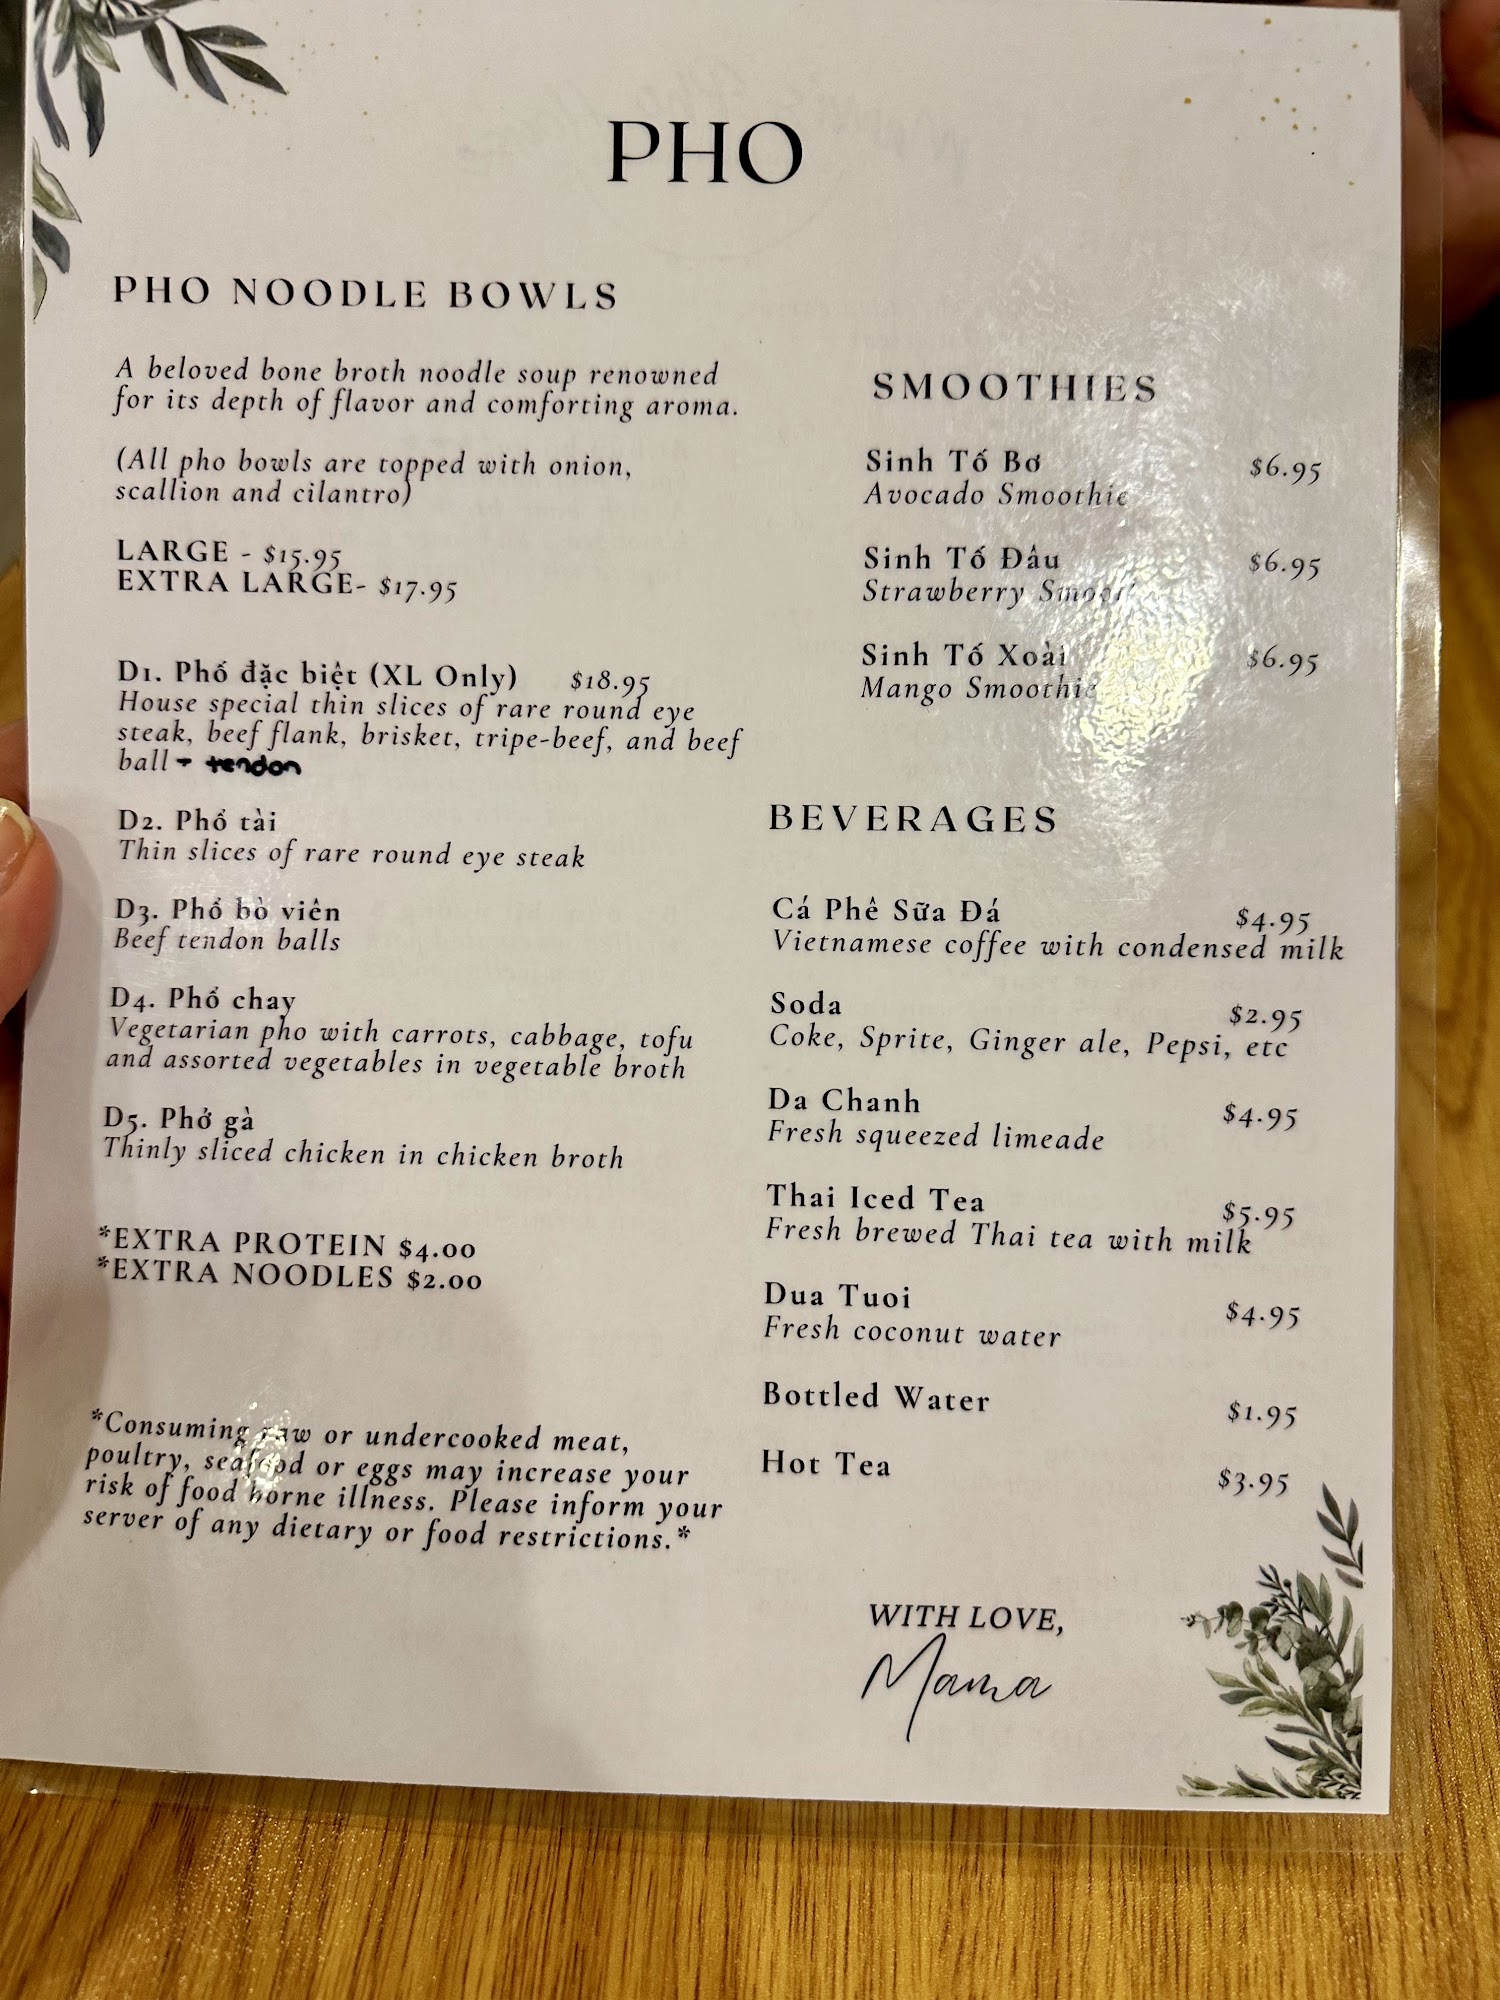 PHO
PHO NOODLE BOWLS
A beloved bone broth noodle soup renowned
for its depth of flavor and comforting aroma.
(All pho bowls are topped with onion,
scallion and cilantro)
LARGE - $15.95
EXTRA LARGE- $17.95
D1. Phố đặc biệt (XL Only) $18.95
House special thin slices of rare round eye
steak, beef flank, brisket, tripe-beef, and beef
ball - tendon
D2. Phổ tài
Thin slices of rare round eye steak
D3. Phổ bò viên
Beef tendon balls
D4. Phổ chay
Vegetarian pho with carrots, cabbage, tofu
and assorted vegetables in vegetable broth
D5. Phở gà
Thinly sliced chicken in chicken broth
*EXTRA PROTEIN $4.00
*EXTRA NOODLES $2.00
*Consuming raw or undercooked meat,
poultry, seafood or eggs may increase your
risk of food borne illness. Please inform your
server of any dietary or food restrictions.*
SMOOTHIES
Sinh Tố Bơ $6.95
Avocado Smoothie
Sinh Tố Đâu $6.95
Strawberry
Sinh Tố Xoài $6.95
Mango Smoothie
BEVERAGES
Cá Phê Sữa Đá $4.95
Vietnamese coffee with condensed milk
Soda $2.95
Coke, Sprite, Ginger ale, Pepsi, etc
Da Chanh $4.95
Fresh squeezed limeade
Thai Iced Tea $5.95
Fresh brewed Thai tea with milk
Dua Tuoi $4.95
Fresh coconut water
Bottled Water $1.95
Hot Tea $3.95
WITH LOVE,
Mama